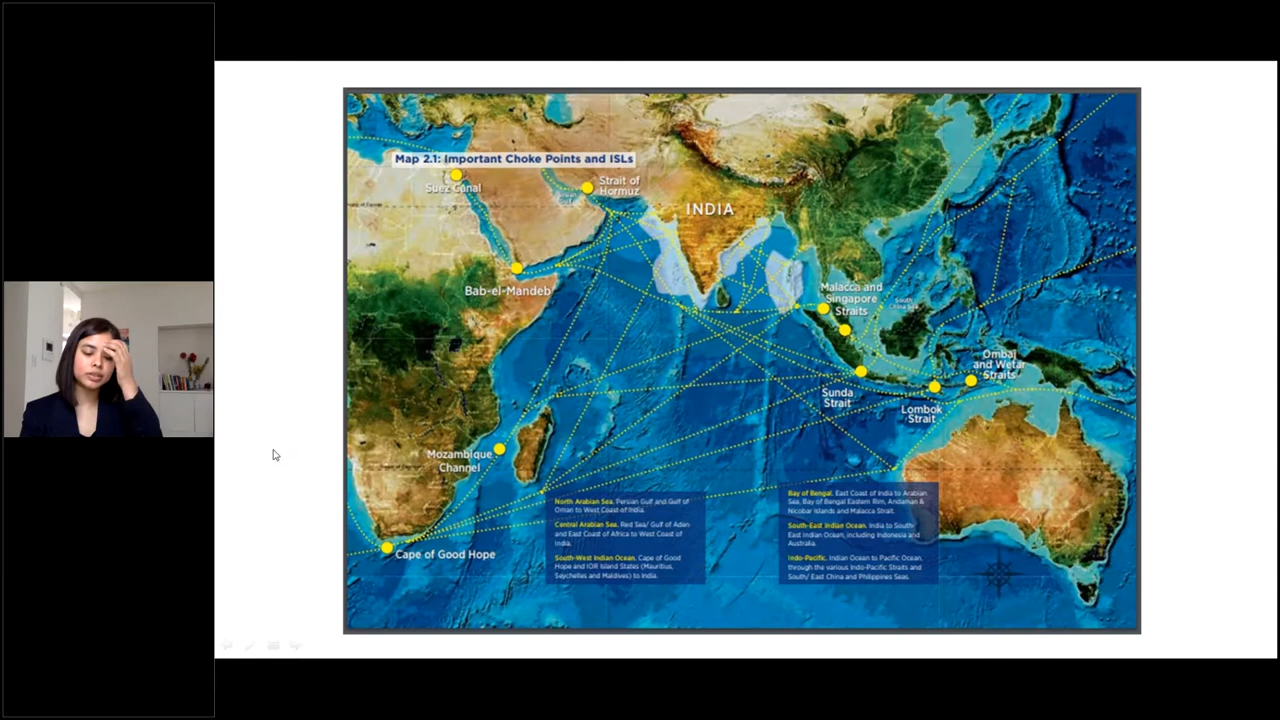 Map 2.1: Important Choke Points and ISLs
Suez Canal
Strait of
Hormuz
INDIA
Bab-el-Mandeb
Malacca and
Singapore
Straits
South
China Sea
Ombai
and Wetar
Straits
Sunda
Strait
Lombok
Strait
Mozambique
Channel
Cape of Good Hope
North Arabian Sea. Persian Gulf and Gulf of
Oman to West Coast of India.
Central Arabian Sea. Red Sea/ Gulf of Aden
and East Coast of Africa to West Coast of
India.
South-West Indian Ocean. Cape of Good
Hope and IOR Island States (Mauritius,
Seychelles and Maldives) to India.
Bay of Bengal. East Coast of India to Arabian
Sea, Bay of Bengal Eastern Rim, Andaman &
Nicobar Islands and Malacca Strait.
South-East Indian Ocean. India to South-
East Indian Ocean, including Indonesia and
Australia.
Indo-Pacific. Indian Ocean to Pacific Ocean,
through the various Indo-Pacific Straits and
South/ East China and Philippines Seas.